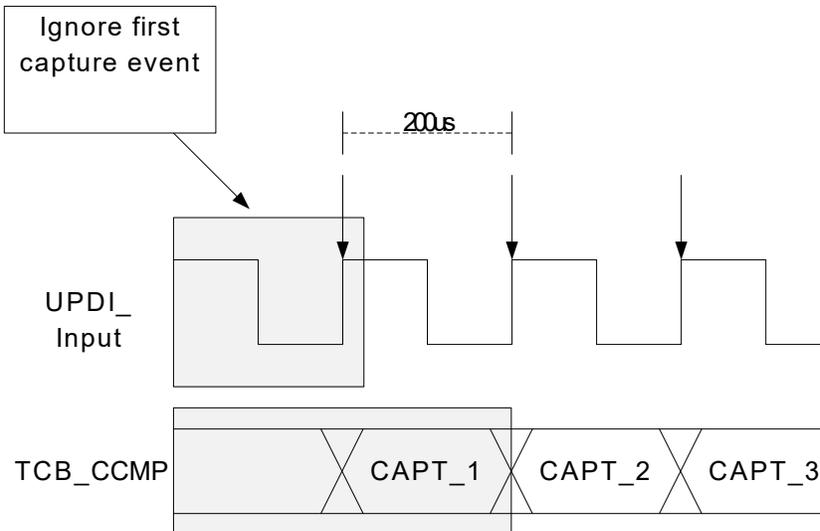 Ignore first
capture event
200us
UPDI_
Input
TCB_CCMP
CAPT_1
CAPT_2
CAPT_3